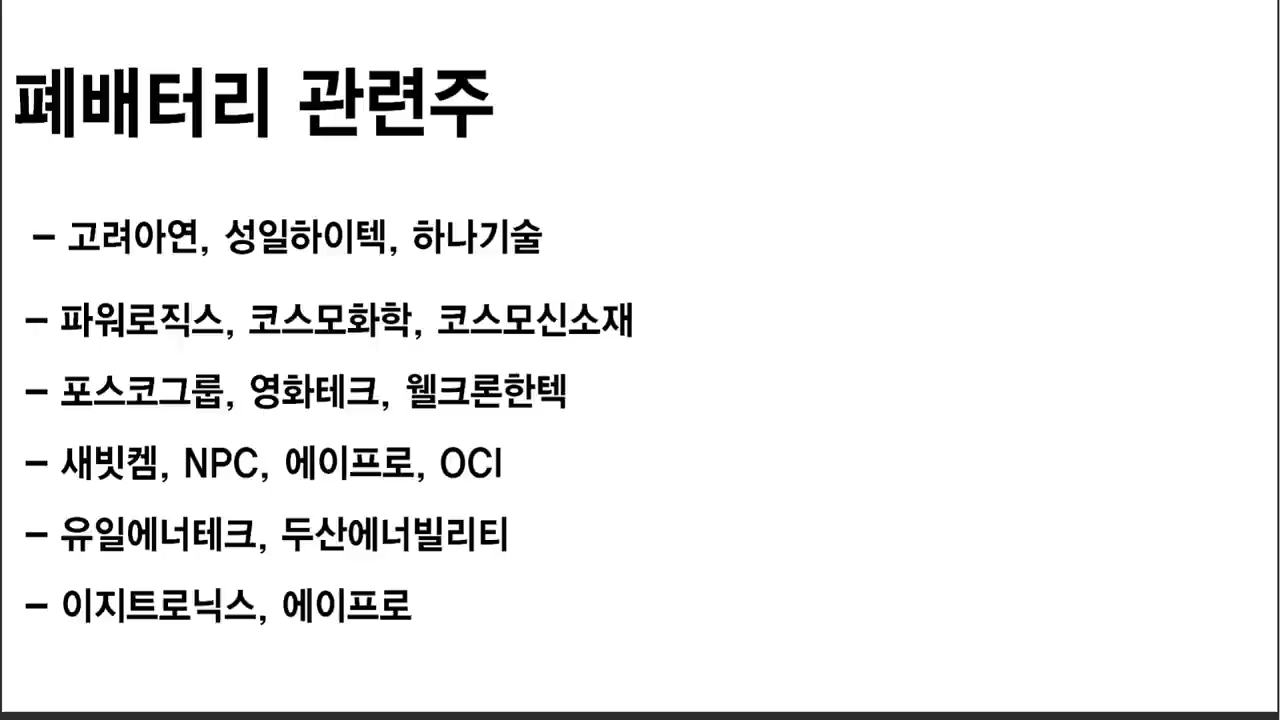 폐배터리 관련주
- 고려아연, 성일하이텍, 하나기술
- 파워로직스, 코스모화학, 코스모신소재
- 포스코그룹, 영화테크, 웰크론한텍
- 새빗켐, NPC, 에이프로, OCI
- 유일에너테크, 두산에너빌리티
- 이지트로닉스, 에이프로